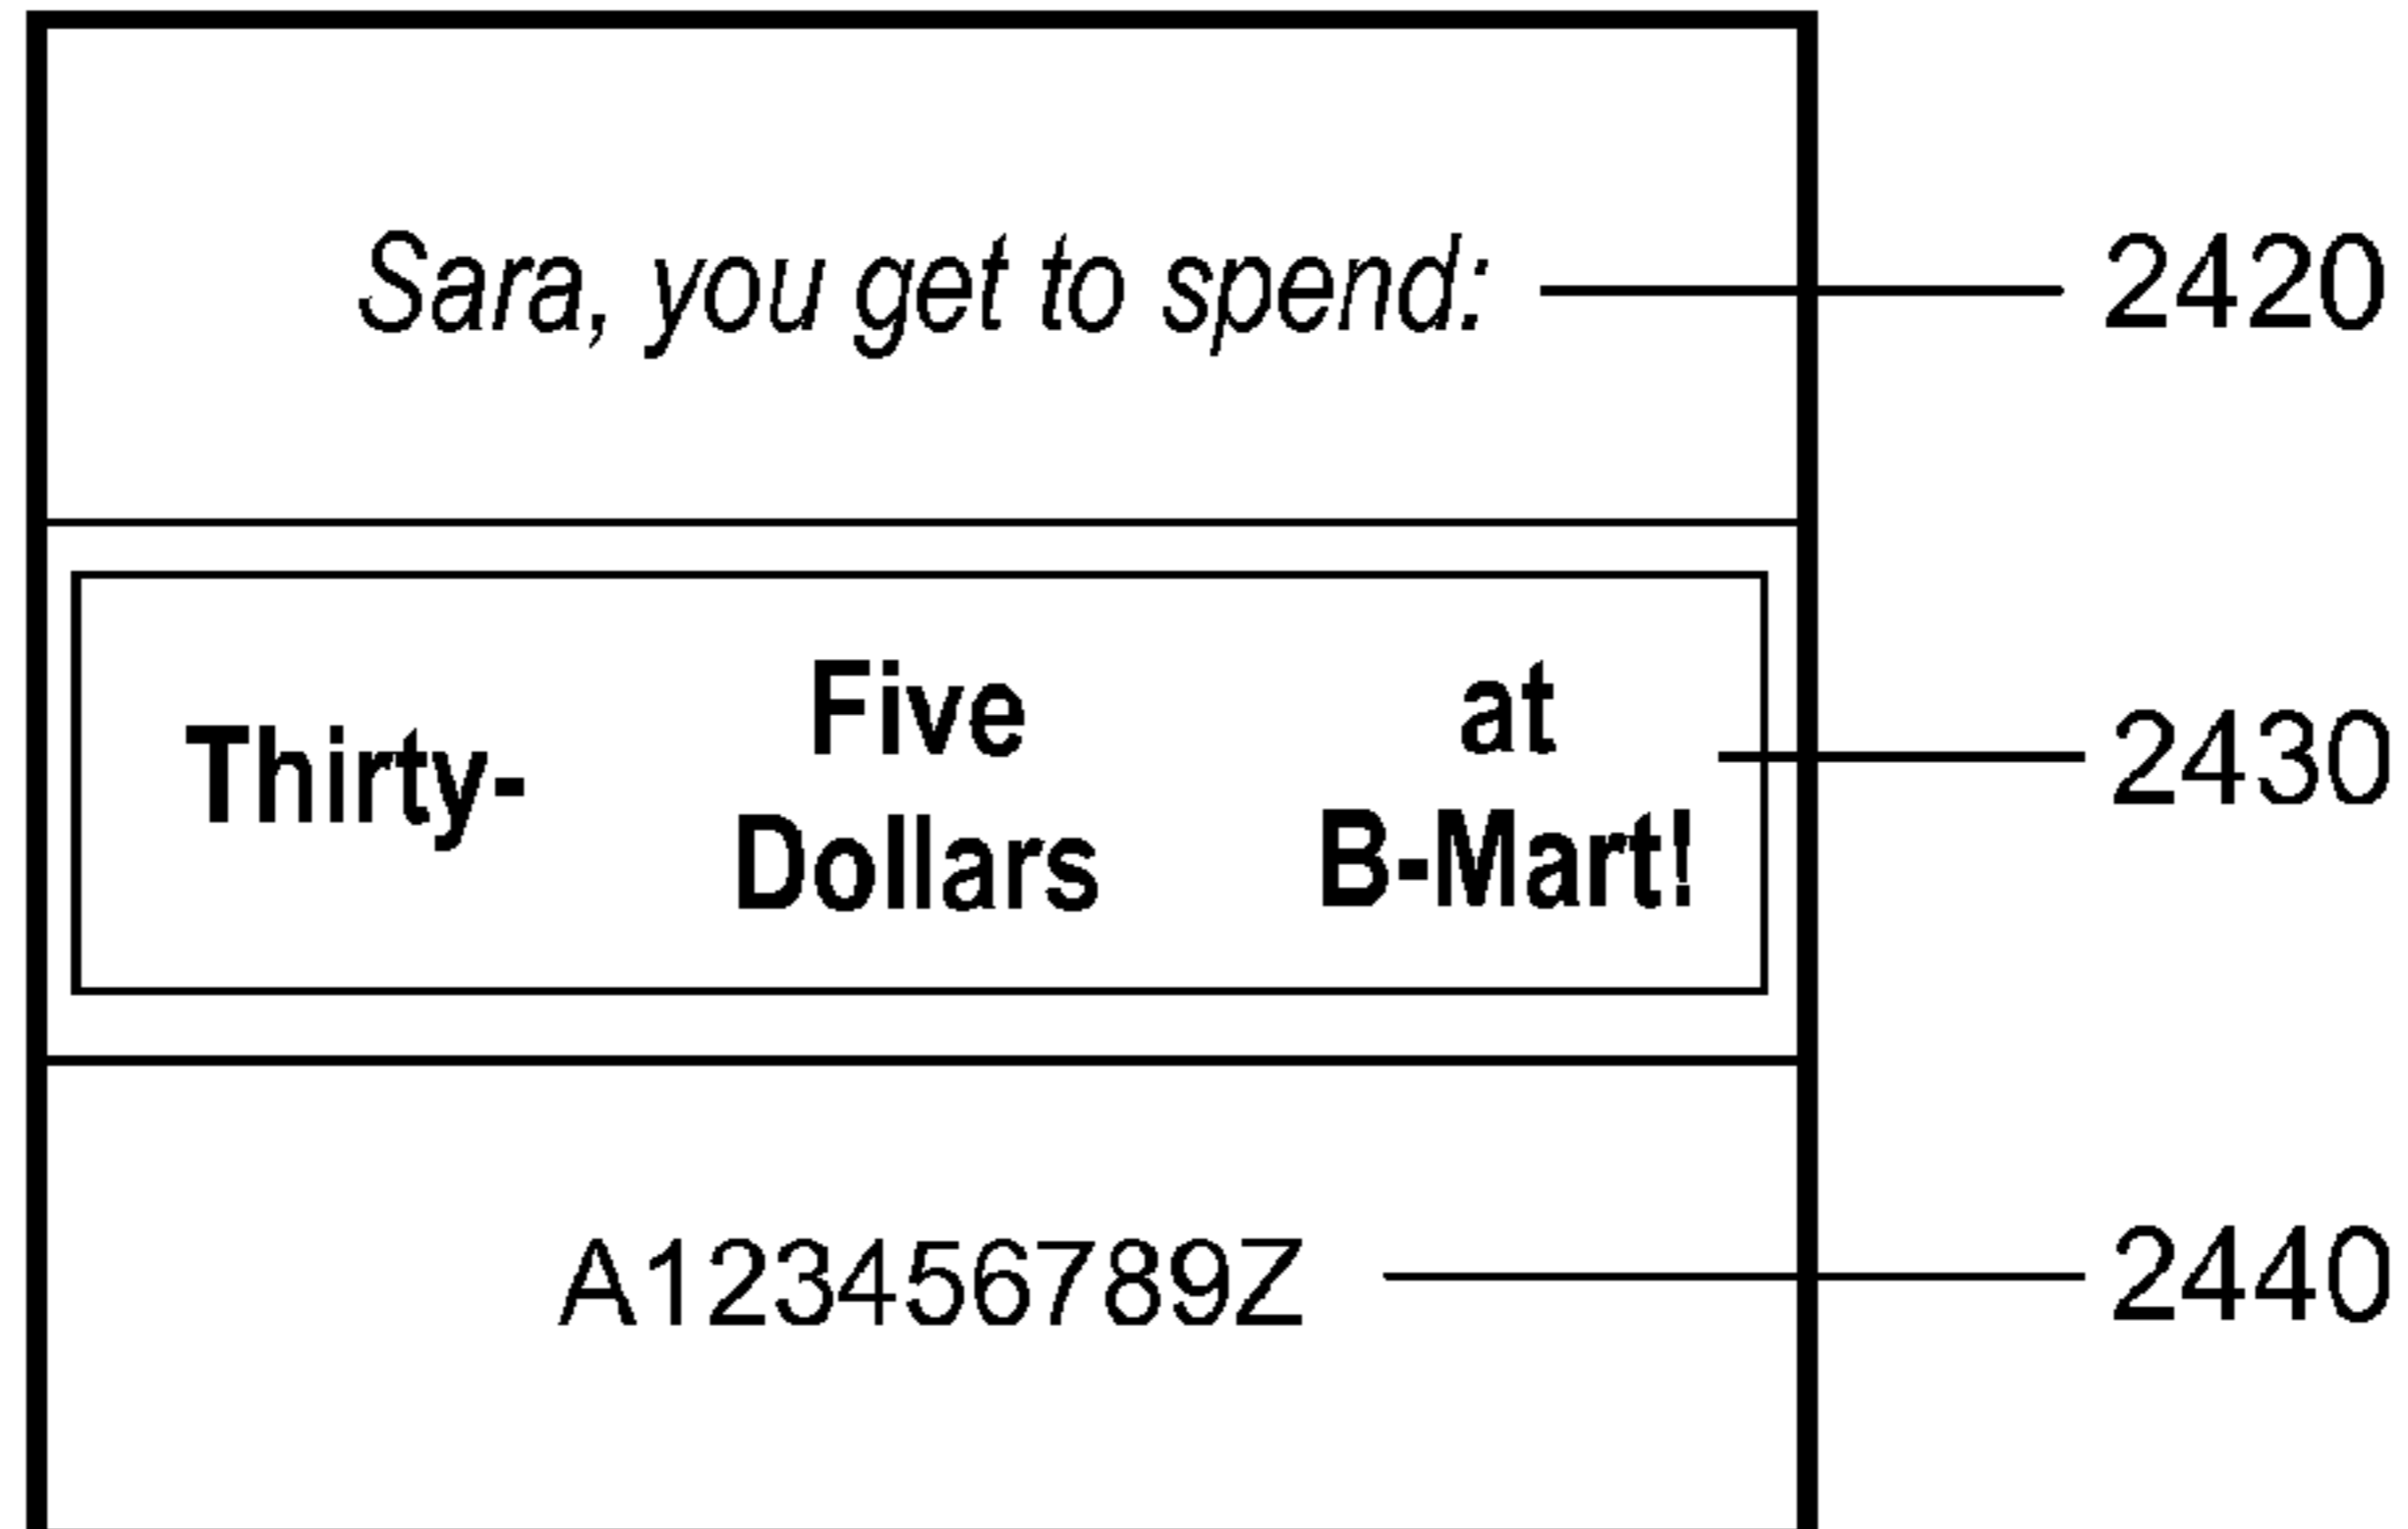 Sara, you get to spend:
2420
Thirty-
Five
Dollars
at
B-Mart!
2430
A123456789Z
2440